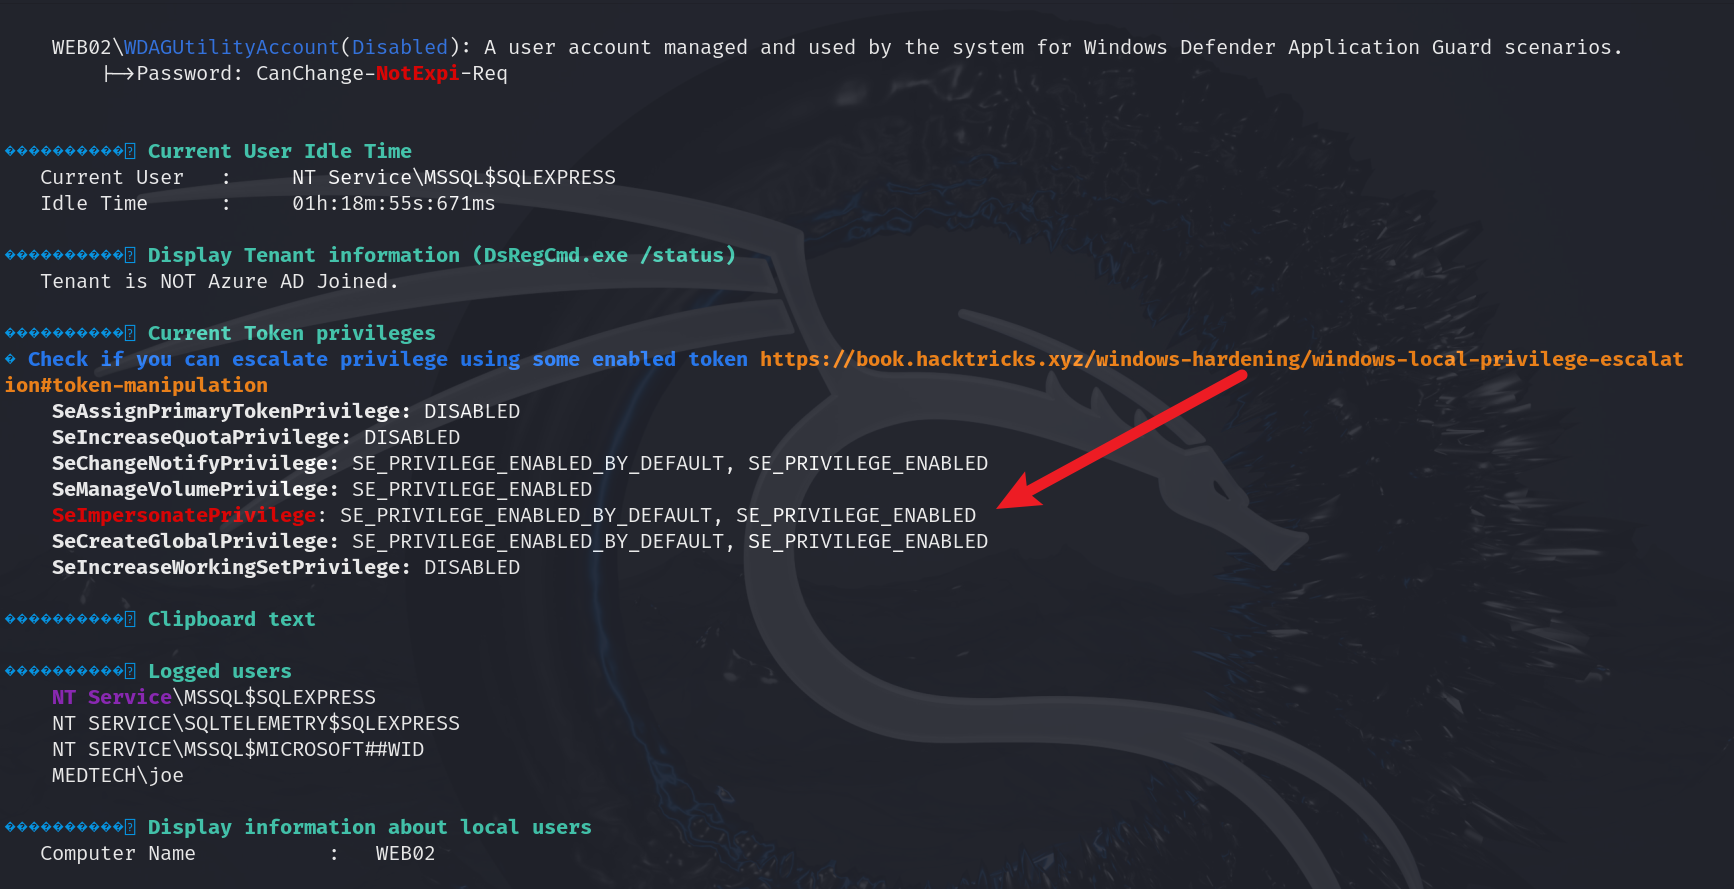 WEB02\WDAGUtilityAccount(Disabled): A user account managed and used by the system for Windows Defender Application Guard scenarios.
|->Password: CanChange-NotExpi-Req
������������ Current User Idle Time
Current User : NT Service\MSSQL$SQLEXPRESS
Idle Time : 01h:18m:55s:671ms
������������ Display Tenant information (DsRegCmd.exe /status)
Tenant is NOT Azure AD Joined.
������������ Current Token privileges
� Check if you can escalate privilege using some enabled token https://book.hacktricks.xyz/windows-hardening/windows-local-privilege-escalat
ion#token-manipulation
SeAssignPrimaryTokenPrivilege: DISABLED
SeIncreaseQuotaPrivilege: DISABLED
SeChangeNotifyPrivilege: SE_PRIVILEGE_ENABLED_BY_DEFAULT, SE_PRIVILEGE_ENABLED
SeManageVolumePrivilege: SE_PRIVILEGE_ENABLED
SeImpersonatePrivilege: SE_PRIVILEGE_ENABLED_BY_DEFAULT, SE_PRIVILEGE_ENABLED
SeCreateGlobalPrivilege: SE_PRIVILEGE_ENABLED_BY_DEFAULT, SE_PRIVILEGE_ENABLED
SeIncreaseWorkingSetPrivilege: DISABLED
������������ Clipboard text
������������ Logged users
NT Service\MSSQL$SQLEXPRESS
NT SERVICE\SQLTELEMETRY$SQLEXPRESS
NT SERVICE\MSSQL$MICROSOFT##WID
MEDTECH\joe
������������ Display information about local users
Computer Name : WEB02